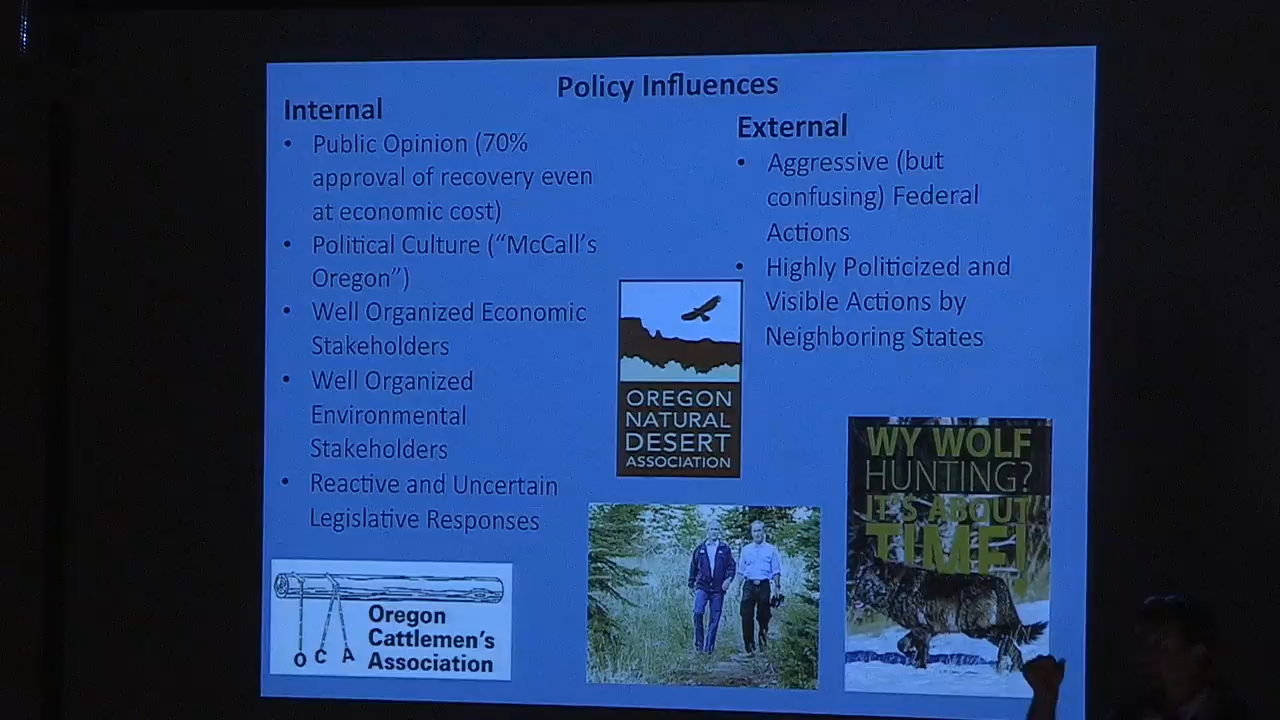 Policy Influences
Internal
• Public Opinion (70%
approval of recovery even
at economic cost)
• Political Culture (“McCall’s
Oregon”)
• Well Organized Economic
Stakeholders
• Well Organized
Environmental
Stakeholders
• Reactive and Uncertain
Legislative Responses
External
• Aggressive (but
confusing) Federal
Actions
• Highly Politicized and
Visible Actions by
Neighboring States
OREGON
NATURAL
DESERT
ASSOCIATION
WY WOLF
HUNTING?
IT'S ABOUT
TIME!
O C A
Oregon
Cattlemen's
Association